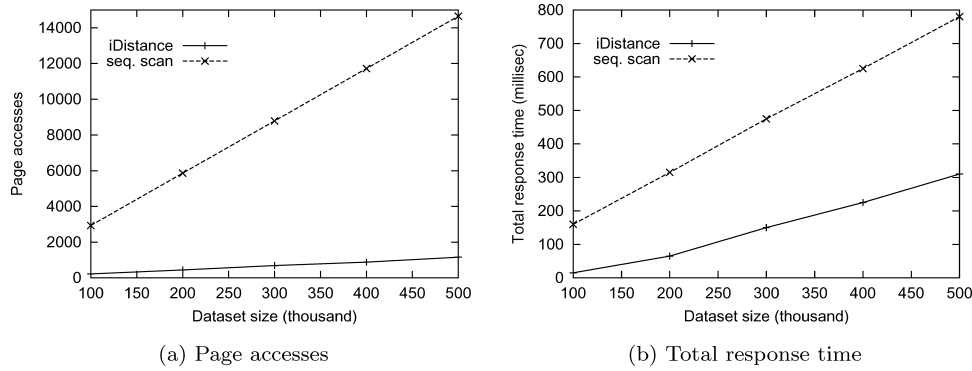 14000
12000
10000
8000
6000
4000
2000
0
Page accesses
iDistance
seq. scan
100 150 200 250 300 350 400 450 500
Dataset size (thousand)
(a) Page accesses
800
700
600
500
400
300
200
100
0
Total response time (millisec)
iDistance
seq. scan
100 150 200 250 300 350 400 450 500
Dataset size (thousand)
(b) Total response time